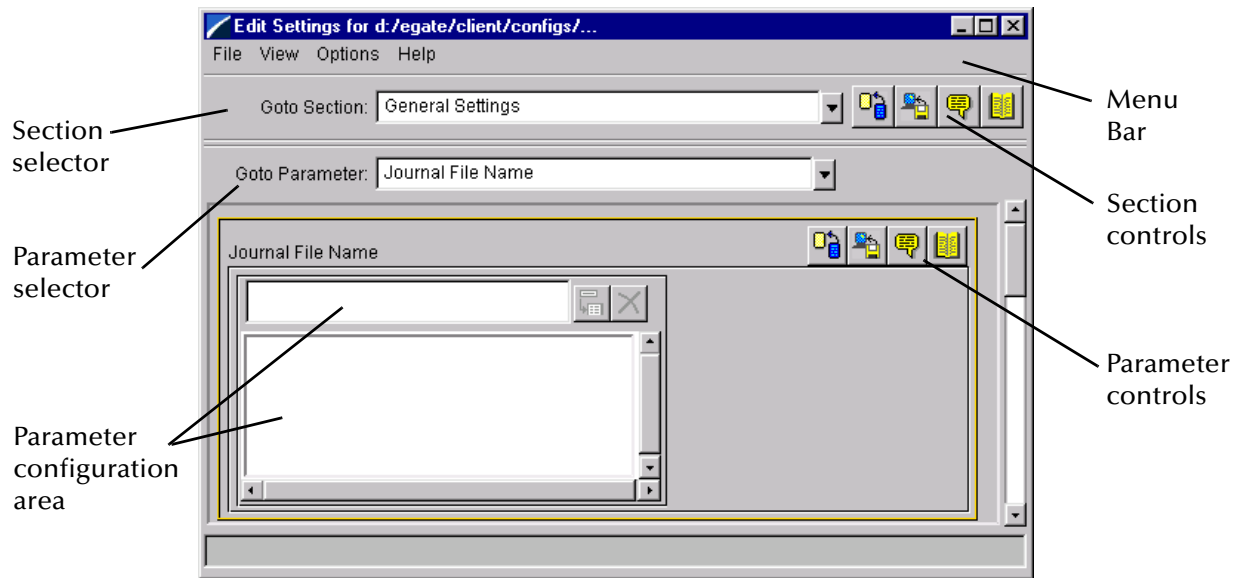 Edit Settings for d:/egate/client/configs/...
File View Options Help
Goto Section: General Settings
Goto Parameter: Journal File Name
Journal File Name
Section
selector
Parameter
selector
Parameter
configuration
area
Menu
Bar
Section
controls
Parameter
controls